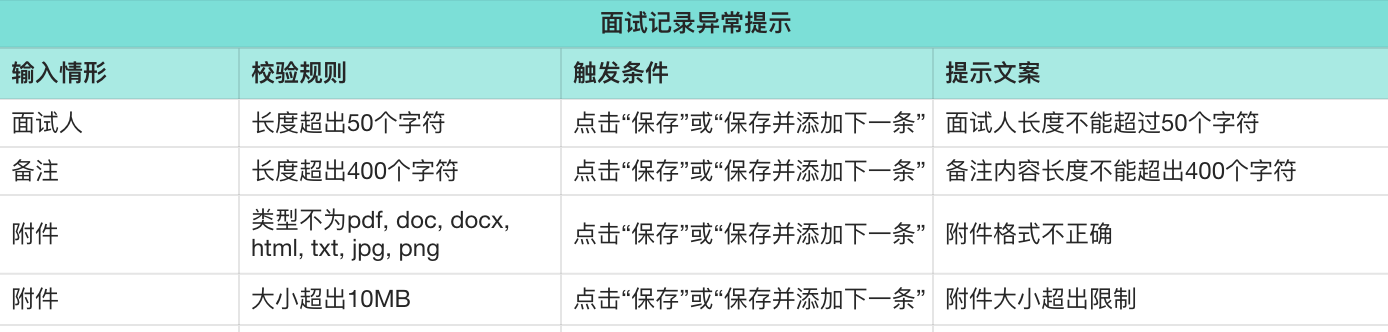 面试记录异常提示
输入情形 校验规则 触发条件 提示文案
面试人 长度超出50个字符 点击“保存”或“保存并添加下一条” 面试人长度不能超过50个字符
备注 长度超出400个字符 点击“保存”或“保存并添加下一条” 备注内容长度不能超出400个字符
附件 类型不为pdf, doc, docx,
html, txt, jpg, png 点击“保存”或“保存并添加下一条” 附件格式不正确
附件 大小超出10MB 点击“保存”或“保存并添加下一条” 附件大小超出限制